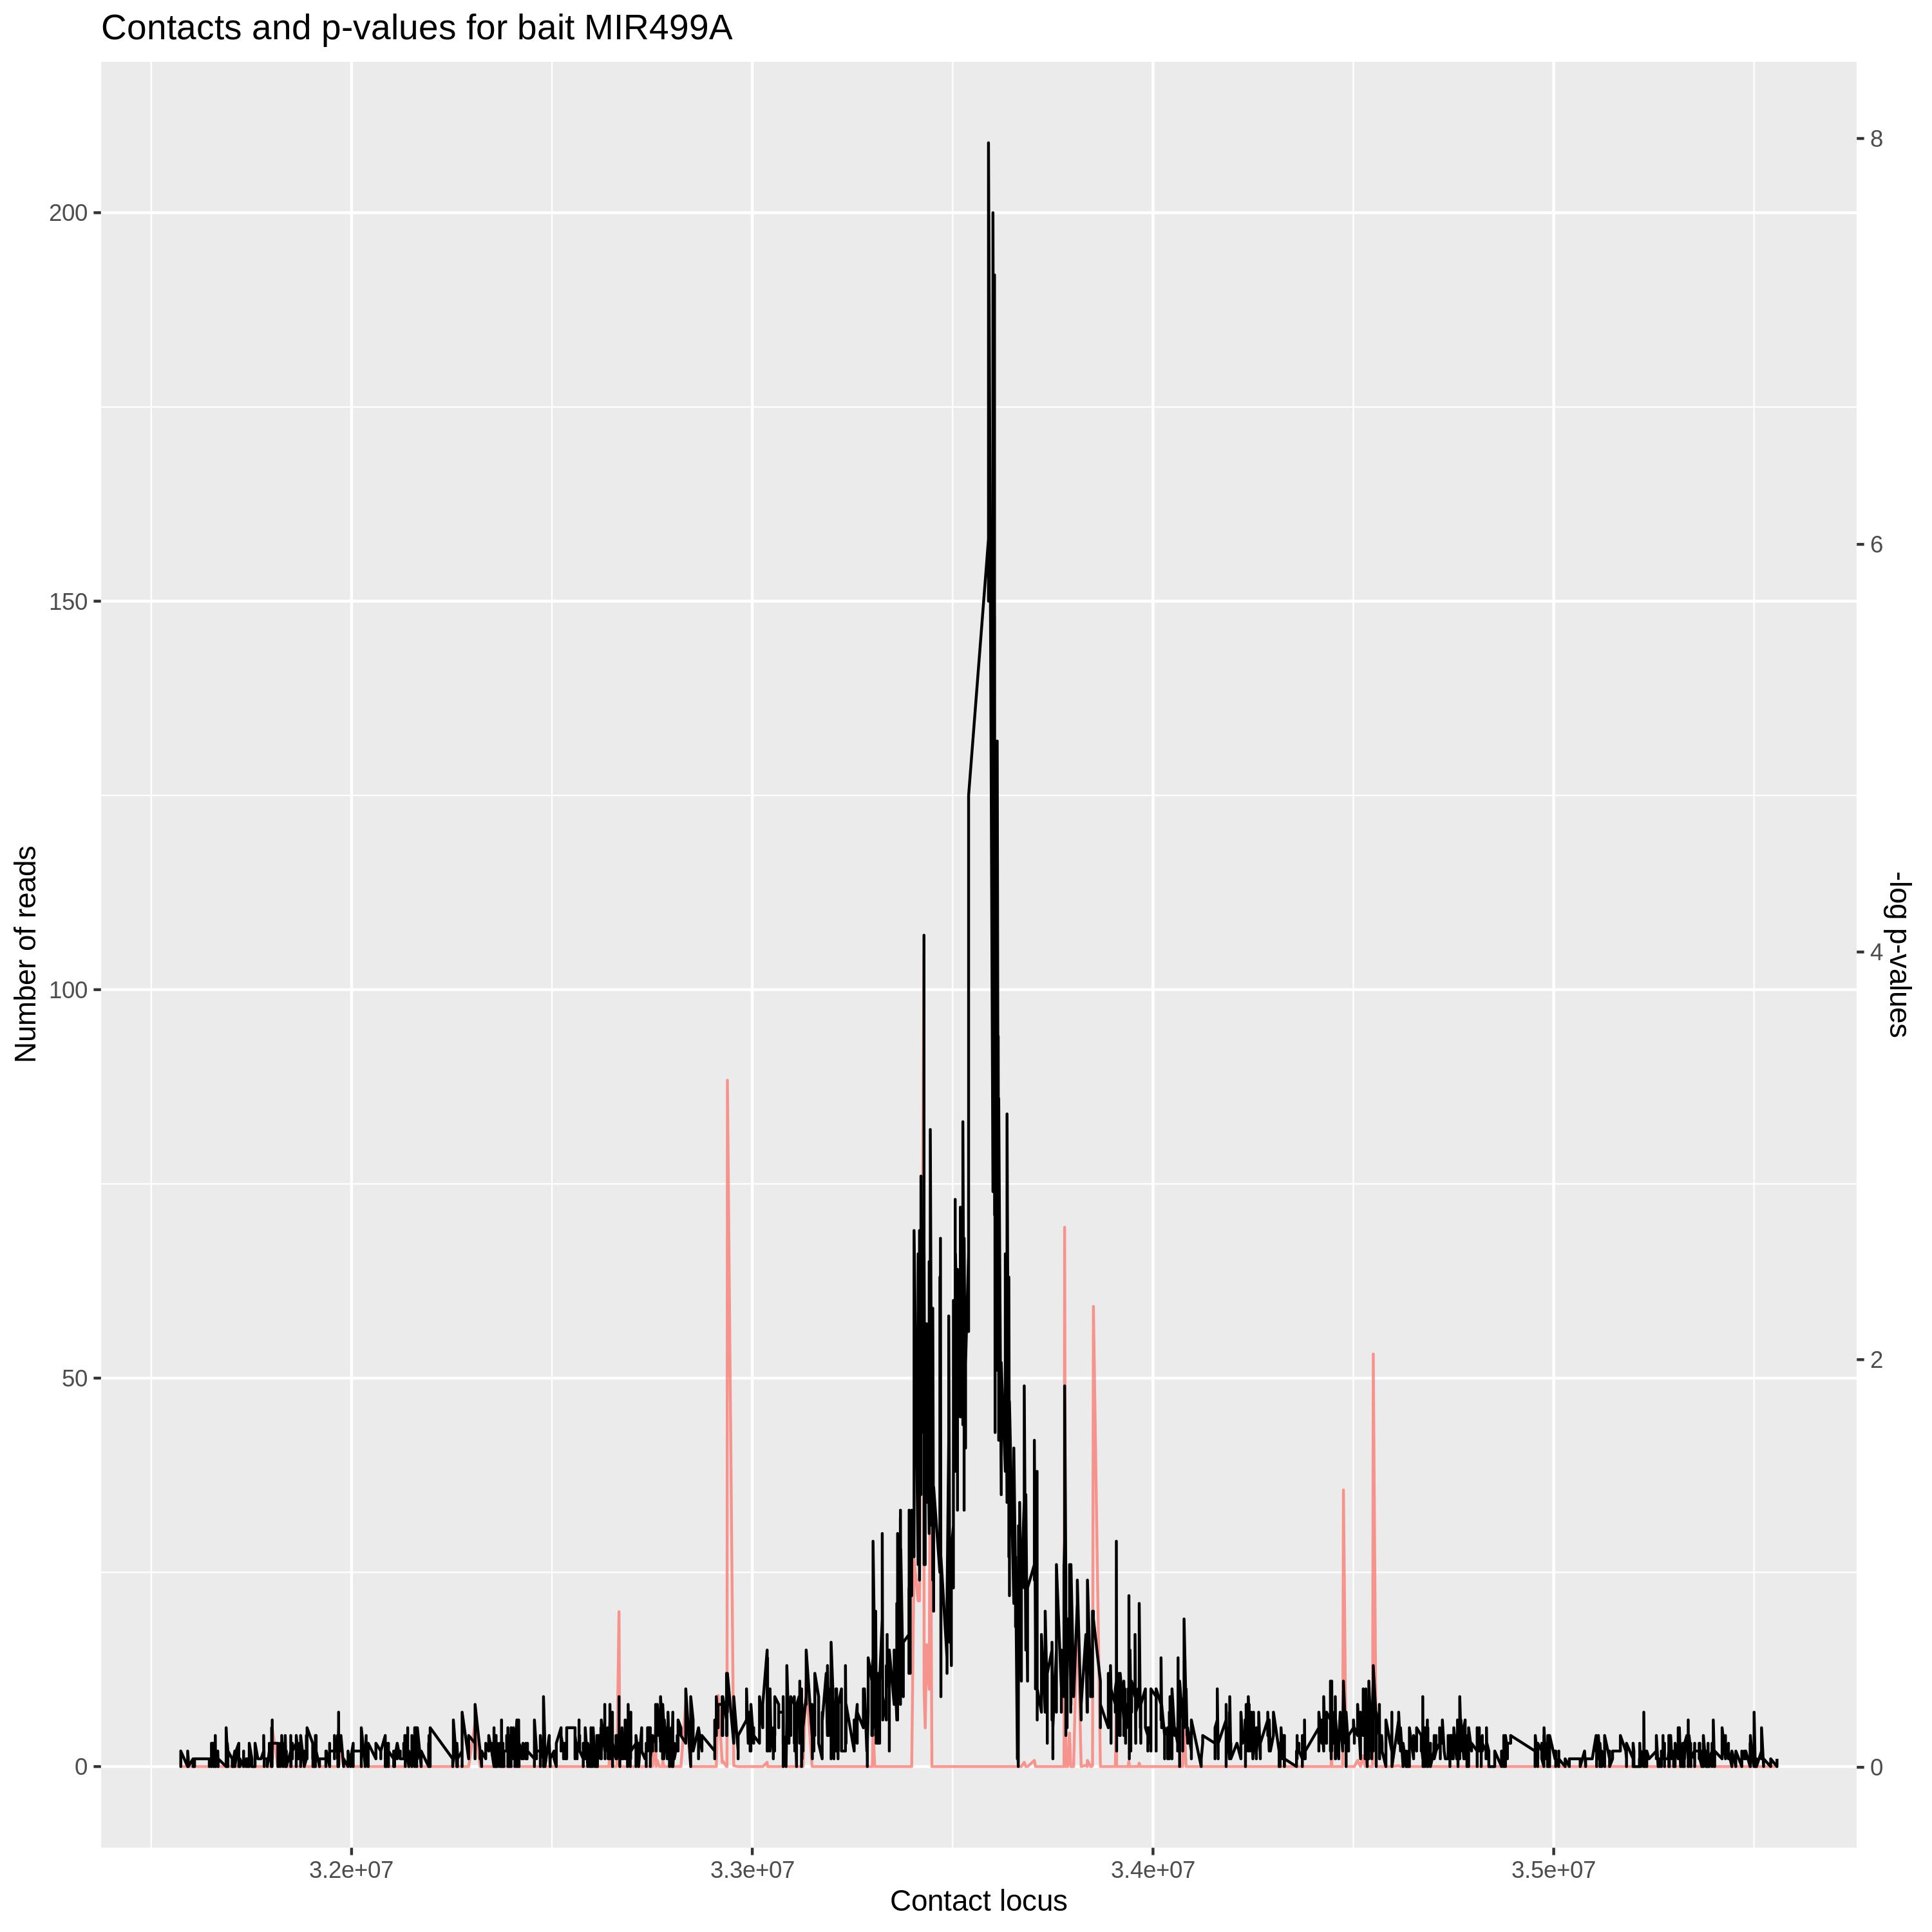 Contacts and p-values for bait MIR499A
Number of reads
200
150
100
50
0
8
6
4
2
0
-log p-values
3.2e+07 3.3e+07 3.4e+07 3.5e+07
Contact locus